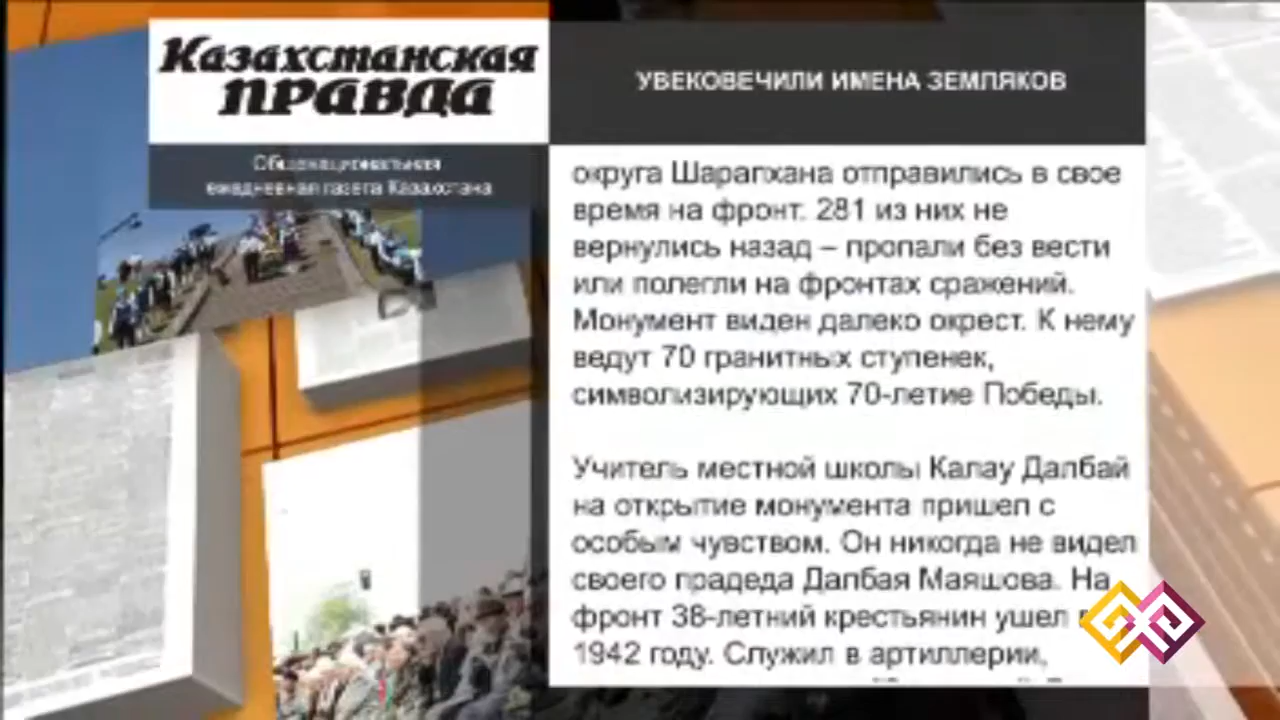 Казахстанская
правда
Общенациональная
ежедневная газета Казахстана
УВЕКОВЕЧИЛИ ИМЕНА ЗЕМЛЯКОВ
округа Шарапхана отправились в свое
время на фронт. 281 из них не
вернулись назад – пропали без вести
или полегли на фронтах сражений.
Монумент виден далеко окрест. К нему
ведут 70 гранитных ступенек,
символизирующих 70-летие Победы.
Учитель местной школы Калау Далбай
на открытие монумента пришел с
особым чувством. Он никогда не видел
своего прадеда Далбая Маяшова. На
фронт 38-летний крестьянин ушел
1942 году. Служил в артиллерии,